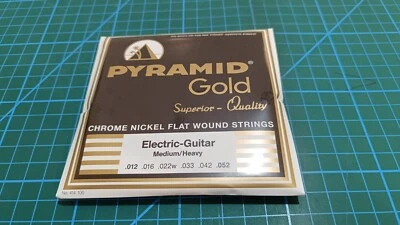 PYRAMID
Gold
Superior - Quality
CHROME NICKEL FLAT WOUND STRINGS
Electric-Guitar
Medium/Heavy
.012 .016 .022w .033 .042 .052